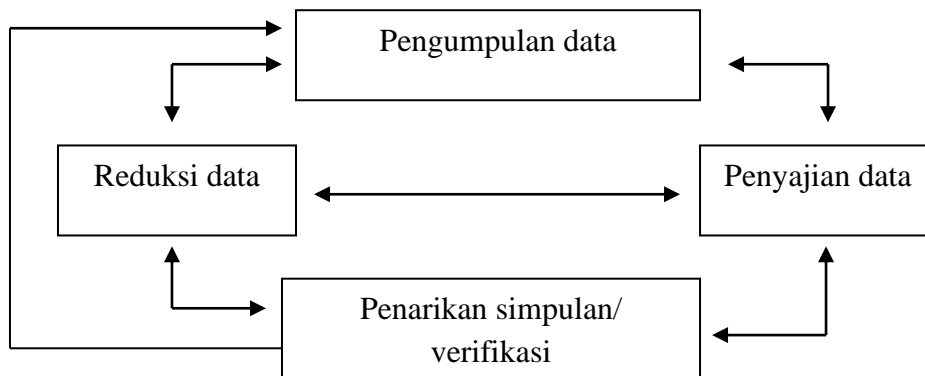 Pengumpulan data
Reduksi data
Penyajian data
Penarikan simpulan/
verifikasi